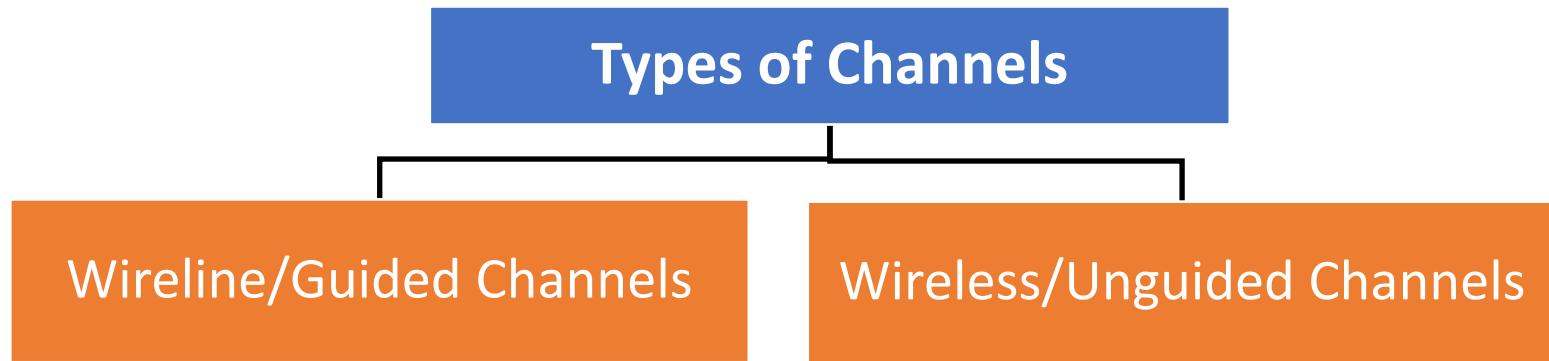 Types of Channels
Wireline/Guided Channels
Wireless/Unguided Channels